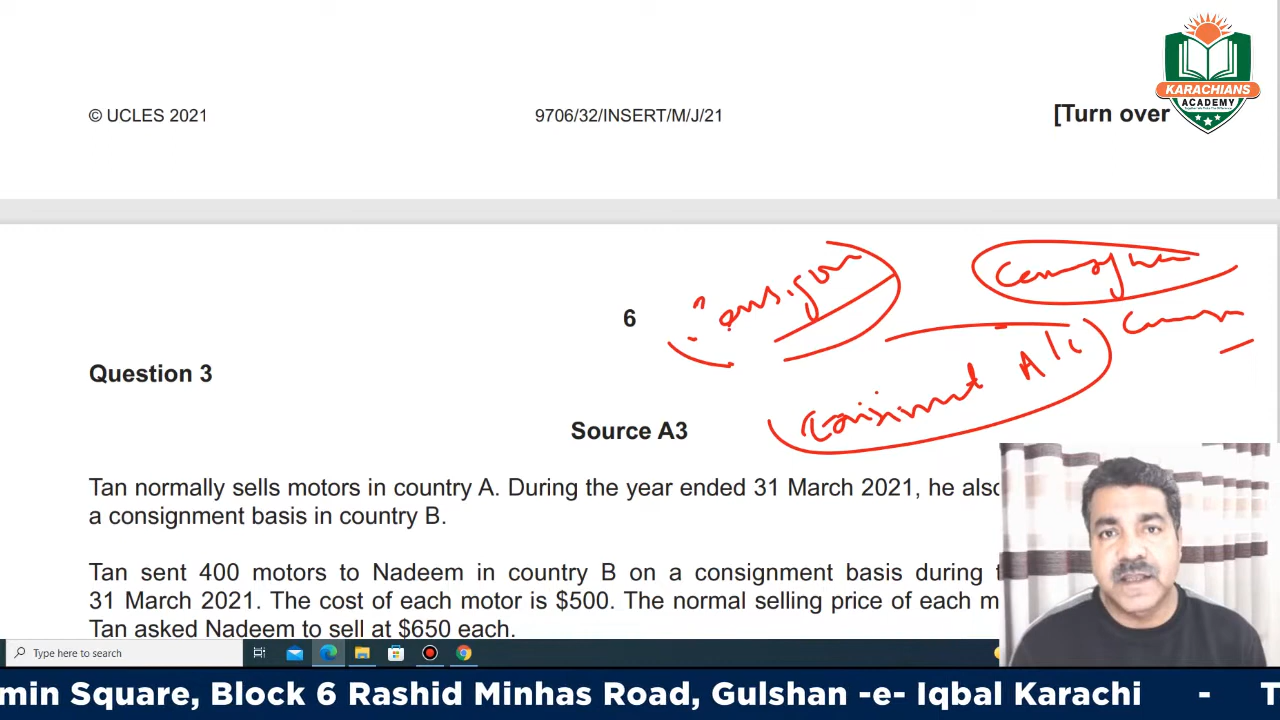 KARACHIANS
ACADEMY
© UCLES 2021
9706/32/INSERT/M/J/21
[Turn over
6
Consignor
Consignee
Consignment A/c
Question 3
Source A3
Tan normally sells motors in country A. During the year ended 31 March 2021, he also
a consignment basis in country B.
Tan sent 400 motors to Nadeem in country B on a consignment basis during t
31 March 2021. The cost of each motor is $500. The normal selling price of each m
Tan asked Nadeem to sell at $650 each.
Type here to search
min Square, Block 6 Rashid Minhas Road, Gulshan -e- Iqbal Karachi - T